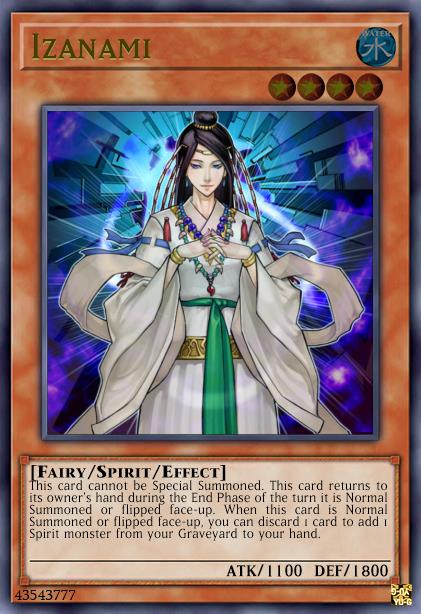 Izanami
WATER
水
[Fairy/Spirit/Effect]
This card cannot be Special Summoned. This card returns to
its owner's hand during the End Phase of the turn it is Normal
Summoned or flipped face-up. When this card is Normal
Summoned or flipped face-up, you can discard 1 card to add 1
Spirit monster from your Graveyard to your hand.
ATK/1100 DEF/1800
43543777